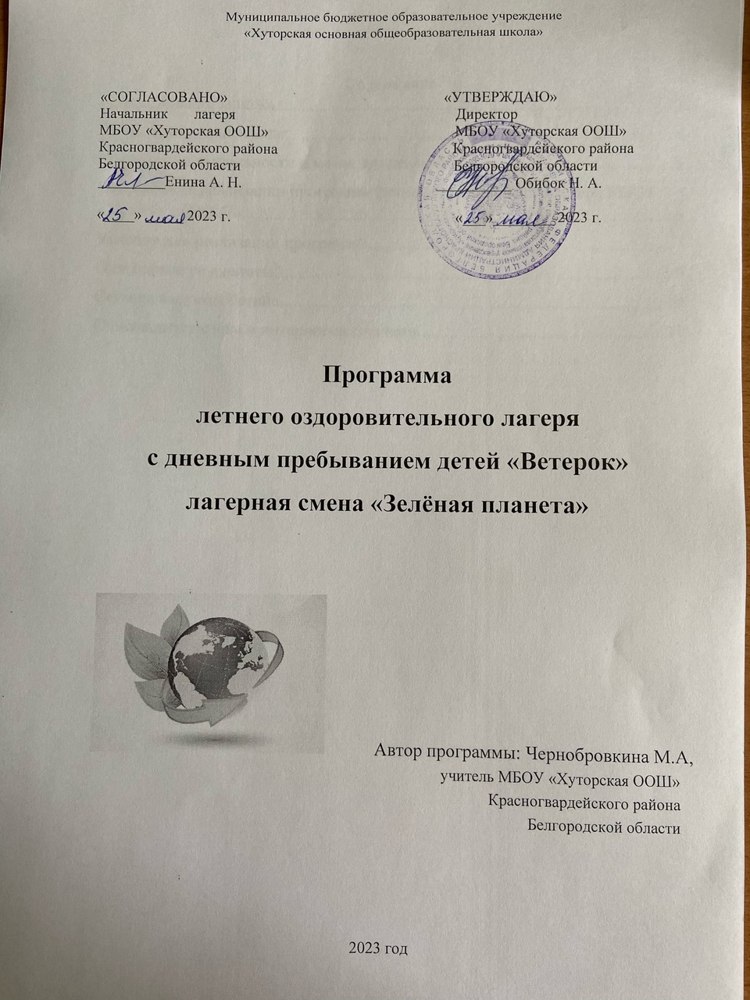 Муниципальное бюджетное образовательное учреждение
«Хуторская основная общеобразовательная школа»
«СОГЛАСОВАНО»
Начальник лагеря
МБОУ «Хуторская ООШ»
Красногвардейского района
Белгородской области
Енина А. Н.
«25» мая 2023 г.
«УТВЕРЖДАЮ»
Директор
МБОУ «Хуторская ООШ»
Красногвардейского района
Белгородской области
Обибок Н. А.
«25» мая 2023 г.
Программа
летнего оздоровительного лагеря
с дневным пребыванием детей «Ветерок»
лагерная смена «Зелёная планета»
Автор программы: Чернобровкина М.А,
учитель МБОУ «Хуторская ООШ»
Красногвардейского района
Белгородской области
2023 год